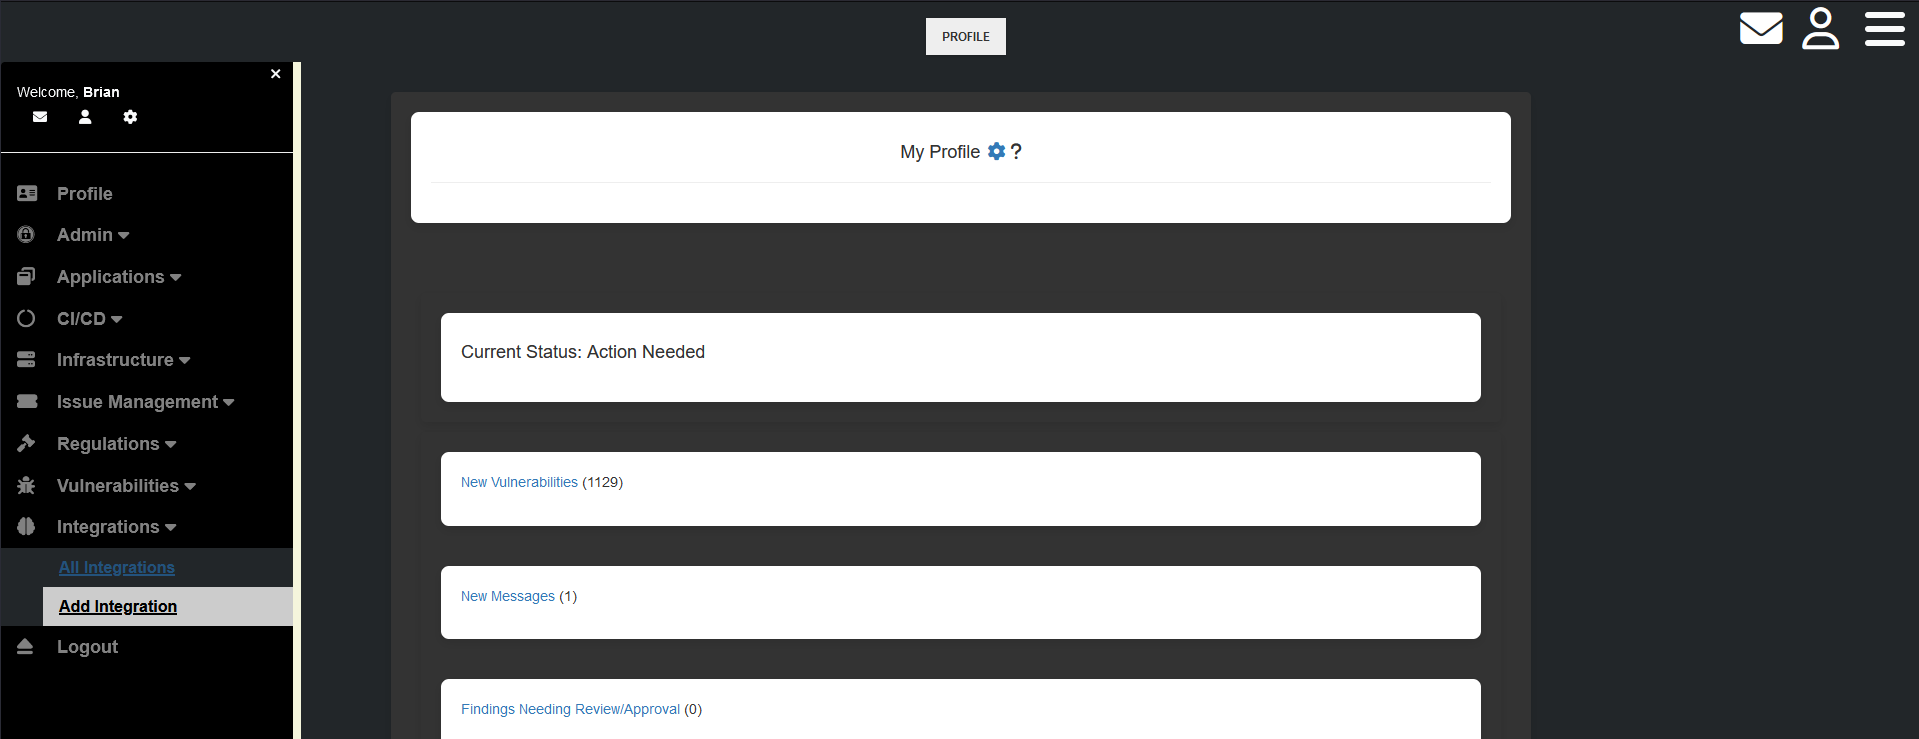 PROFILE
Welcome, Brian
Profile
Admin
Applications
CI/CD
Infrastructure
Issue Management
Regulations
Vulnerabilities
Integrations
All Integrations
Add Integration
Logout
My Profile ?
Current Status: Action Needed
New Vulnerabilities (1129)
New Messages (1)
Findings Needing Review/Approval (0)